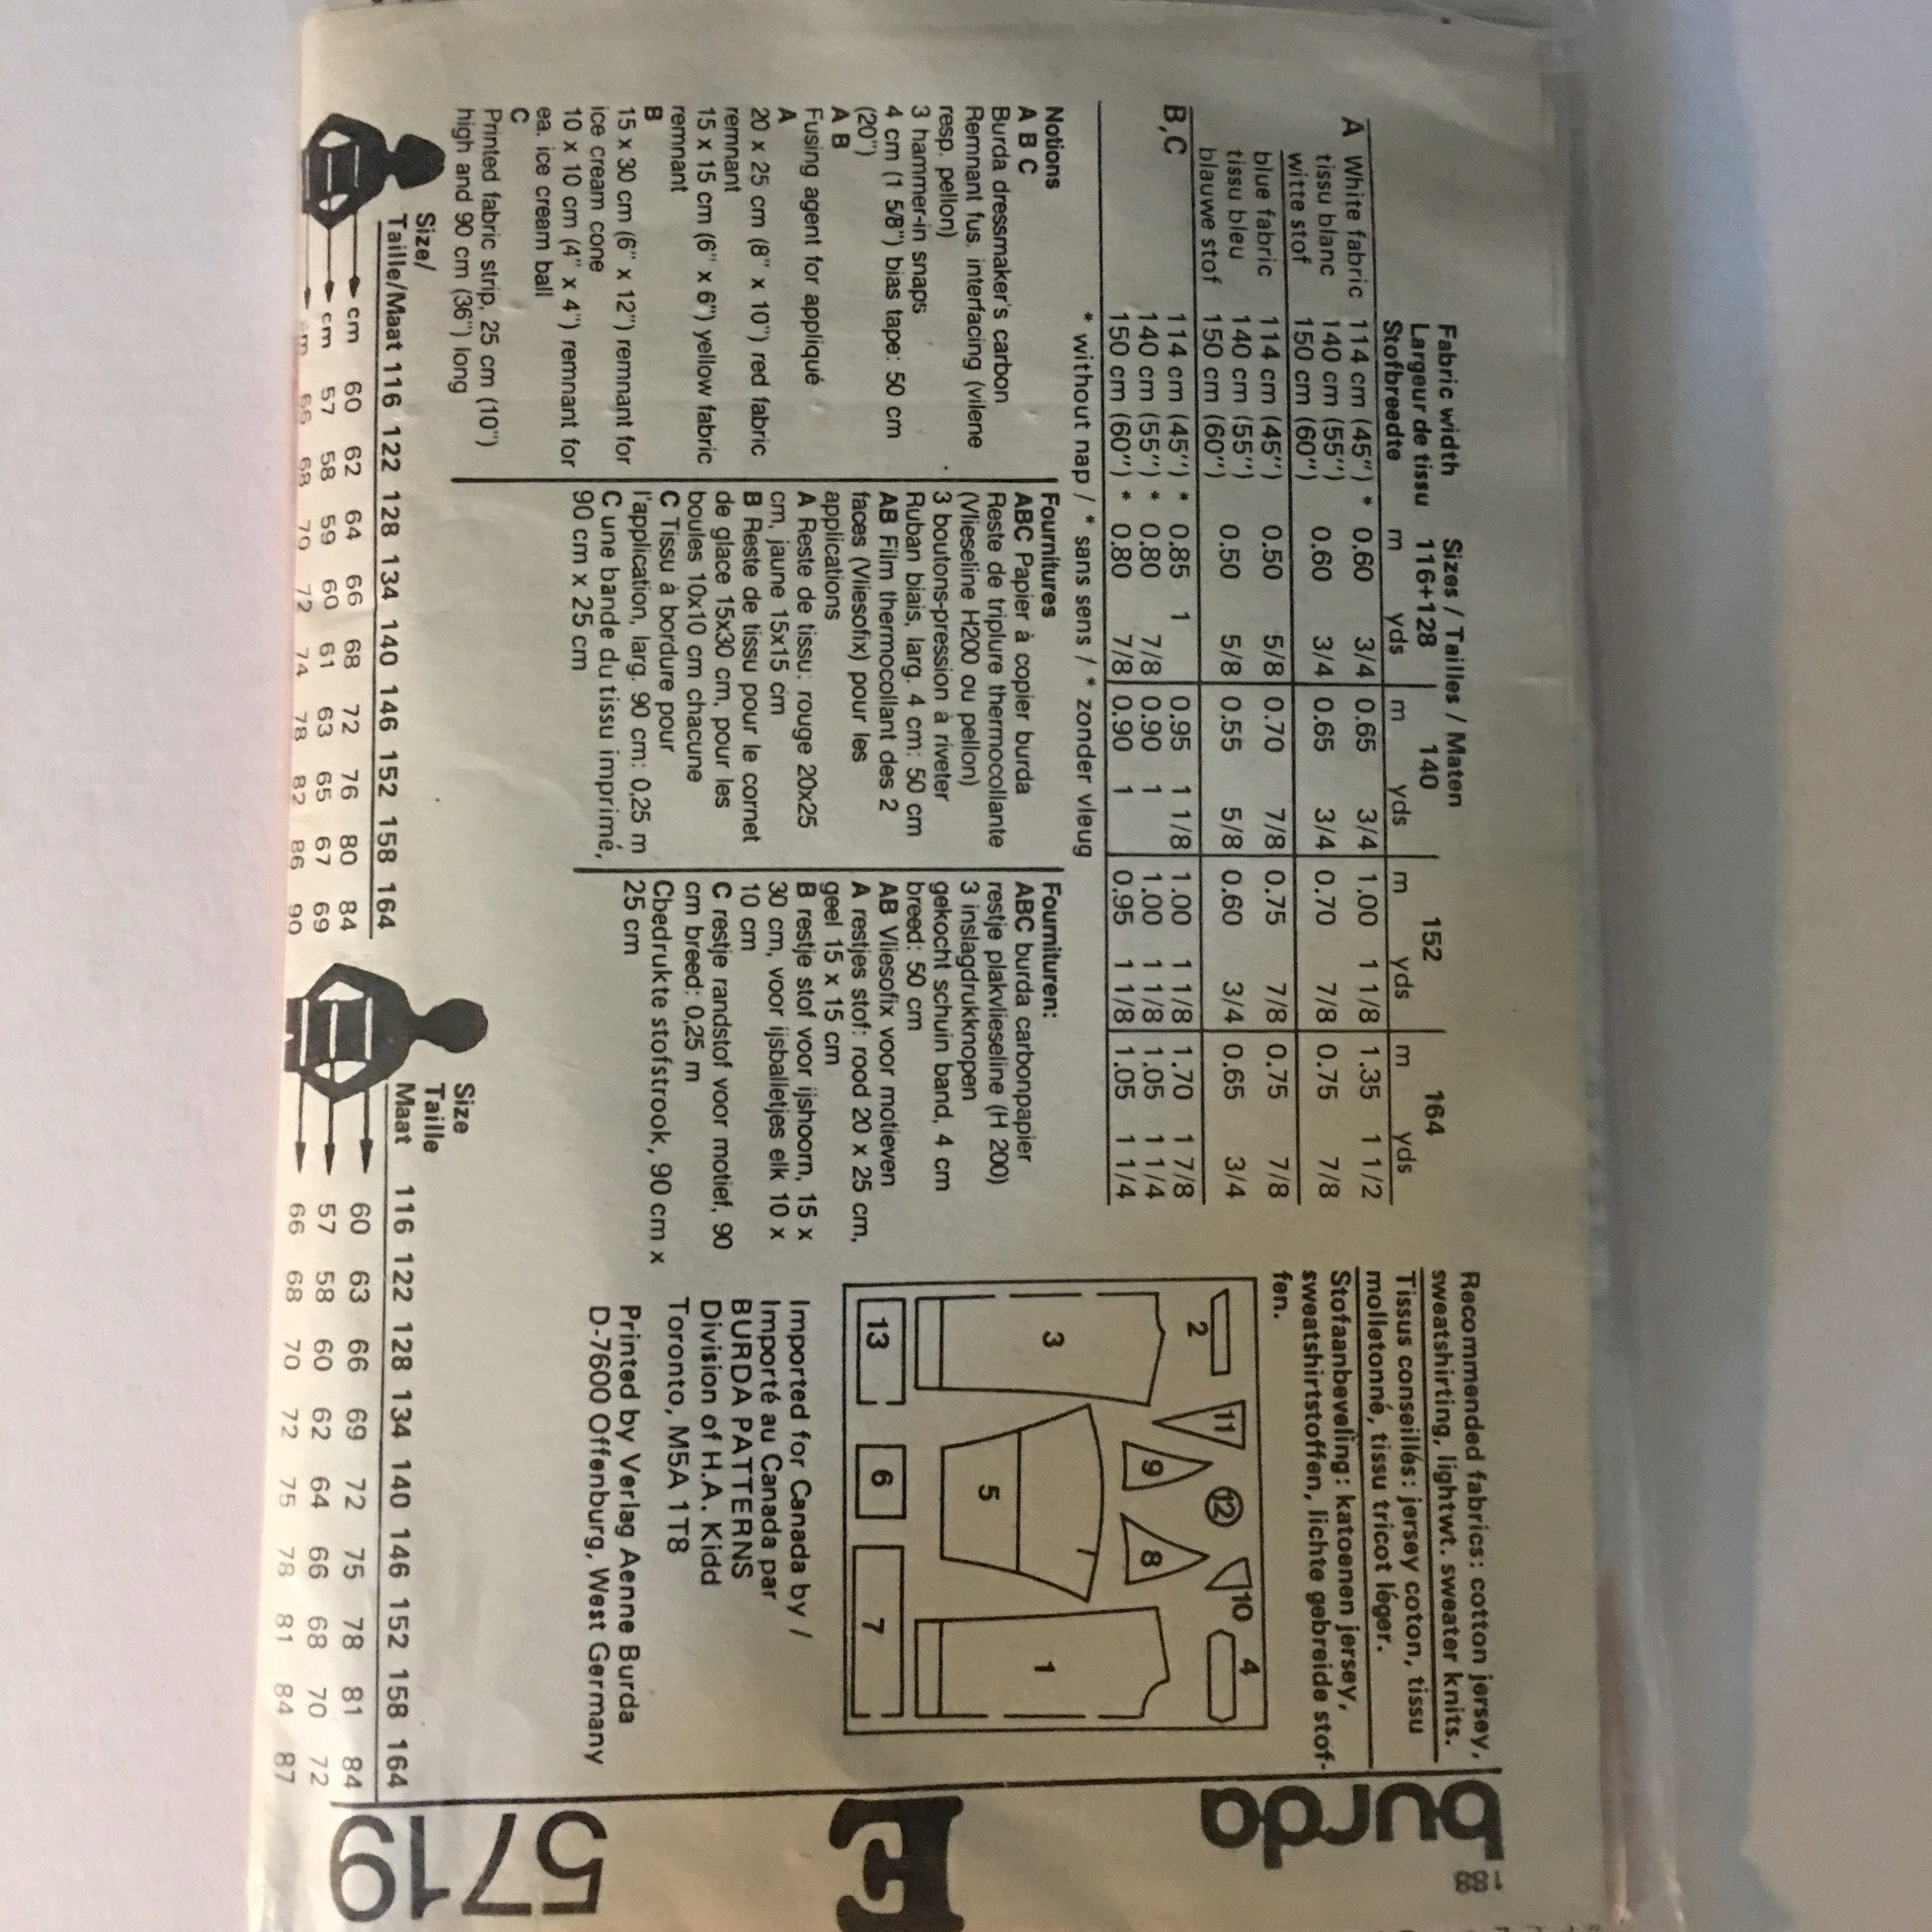 Fabric width Sizes / Tailles / Maten
Largeur de tissu 116+128 140 152 164
Stofbreedte m yds m yds m yds m yds
A White fabric 114 cm (45") * 0.60 3/4 0.65 3/4 1.00 1 1/8 1.35 1 1/2
tissu blanc 140 cm (55") 0.60 3/4 0.65 3/4 0.70 7/8 0.75 7/8
witte stof 150 cm (60")
blue fabric 114 cm (45") 0.50 5/8 0.70 7/8 0.75 7/8 0.75 7/8
tissu bleu 140 cm (55") 0.50 5/8 0.55 5/8 0.60 3/4 0.65 3/4
blauwe stof 150 cm (60")
B,C 114 cm (45") * 0.85 1 0.95 1 1/8 1.00 1 1/8 1.70 1 7/8
140 cm (55") * 0.80 7/8 0.90 1 1.00 1 1/8 1.05 1 1/4
150 cm (60") * 0.80 7/8 0.90 1 0.95 1 1/8 1.05 1 1/4
* without nap / * sans sens / * zonder vleug
Notions
A B C
Burda dressmaker's carbon
Remnant fus. interfacing (vilene
resp. pellon)
3 hammer-in snaps
4 cm (1 5/8") bias tape: 50 cm
(20")
A B
Fusing agent for appliqué
A
20 x 25 cm (8" x 10") red fabric
remnant
15 x 15 cm (6" x 6") yellow fabric
remnant
B
15 x 30 cm (6" x 12") remnant for
ice cream cone
10 x 10 cm (4" x 4") remnant for
ea. ice cream ball
C
Printed fabric strip, 25 cm (10")
high and 90 cm (36") long
Fournitures
ABC Papier à copier burda
Reste de triplure thermocollante
(Vlieseline H200 ou pellon)
3 boutons-pression à riveter
Ruban biais, larg. 4 cm: 50 cm
AB Film thermocollant des 2
faces (Vliesofix) pour les
applications
A Reste de tissu: rouge 20x25
cm, jaune 15x15 cm
B Reste de tissu pour le cornet
de glace 15x30 cm, pour les
boules 10x10 cm chacune
C Tissu à bordure pour
l'application, larg. 90 cm: 0,25 m
C une bande du tissu imprimé,
90 cm x 25 cm
Fournituren:
ABC burda carbonpapier
restje plakvlieseline (H 200)
3 inslagdrukknopen
gekocht schuin band, 4 cm
breed: 50 cm
AB Vliesofix voor motieven
A restjes stof: rood 20 x 25 cm,
geel 15 x 15 cm
B restje stof voor ijshoorn, 15 x
30 cm, voor ijsballetjes elk 10 x
10 cm
C restje randstof voor motief, 90
cm breed: 0,25 m
Cbedrukte stofstrook, 90 cm x
25 cm
Recommended fabrics: cotton jersey,
sweatshirting, lightwt. sweater knits.
Tissus conseillés: jersey coton, tissu
molletonné, tissu tricot léger.
Stofaanbeveling: katoenen jersey,
sweatshirtstoffen, lichte gebreide stof-
fen.
2 11 12 10 4
9 8
3 5 1
13 6 7
Imported for Canada by /
Importé au Canada par
BURDA PATTERNS
Division of H.A. Kidd
Toronto, M5A 1T8
Printed by Verlag Aenne Burda
D-7600 Offenburg, West Germany
Size/
Taille/Maat 116 122 128 134 140 146 152 158 164
cm 60 62 64 66 68 72 76 80 84
cm 57 58 59 60 61 63 65 67 69
cm 66 68 70 72 74 78 82 86 90
Size
Taille
Maat 116 122 128 134 140 146 152 158 164
60 63 66 69 72 75 78 81 84
57 58 60 62 64 66 68 70 72
66 68 70 72 75 78 81 84 87
burda
E
5719